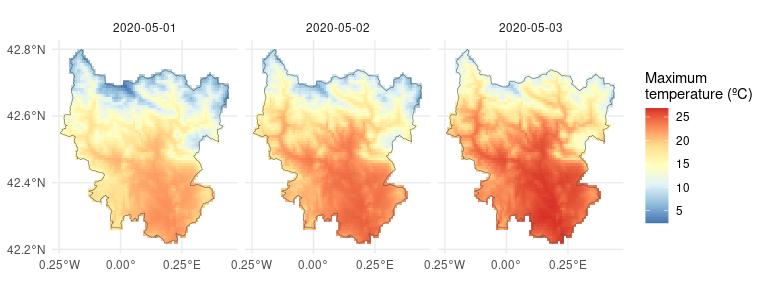 2020-05-01
2020-05-02
2020-05-03
42.8°N
42.6°N
42.4°N
42.2°N
0.25°W
0.00°
0.25°E
0.25°W
0.00°
0.25°E
0.25°W
0.00°
0.25°E
Maximum
temperature (ºC)
25
20
15
10
5